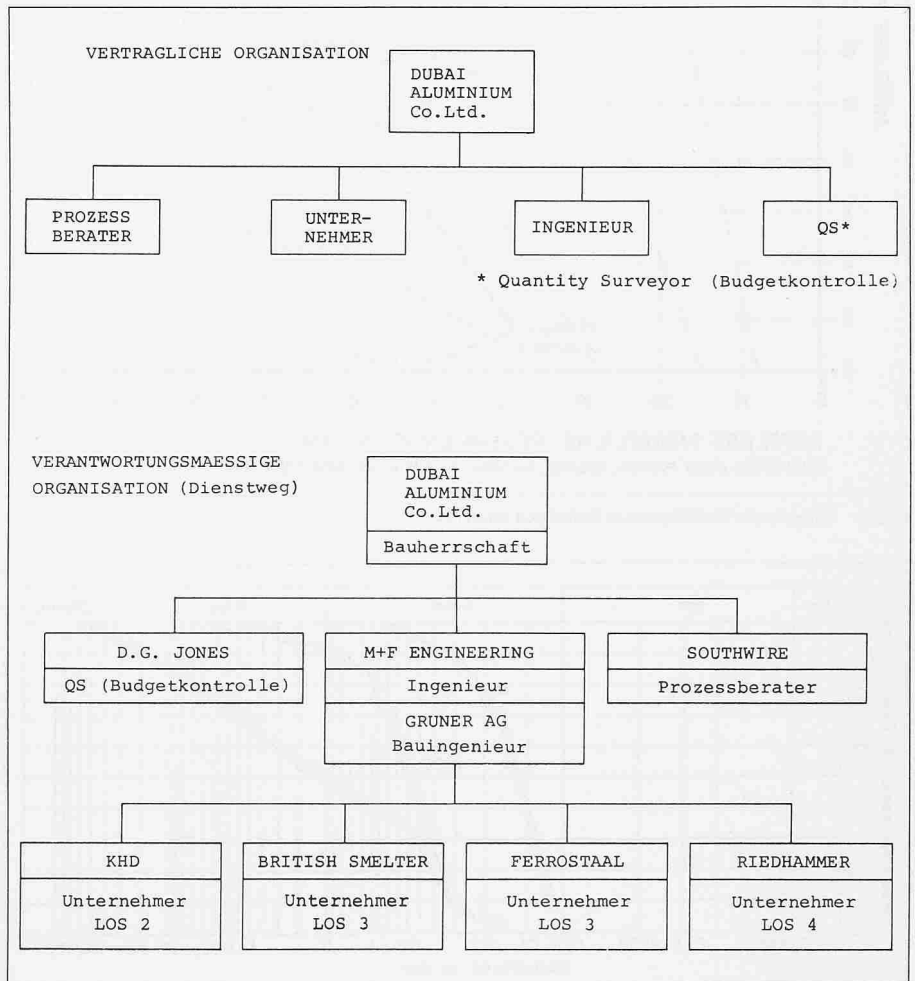 VERTRAGLICHE ORGANISATION
DUBAI
ALUMINIUM
Co.Ltd.
PROZESS
BERATER
UNTER-
NEHMER
INGENIEUR
QS*
* Quantity Surveyor (Budgetkontrolle)
VERANTWORTUNGSMAESSIGE
ORGANISATION (Dienstweg)
DUBAI
ALUMINIUM
Co.Ltd.
Bauherrschaft
D.G. JONES
QS (Budgetkontrolle)
M+F ENGINEERING
Ingenieur
GRUNER AG
Bauingenieur
SOUTHWIRE
Prozessberater
KHD
Unternehmer
LOS 2
BRITISH SMELTER
Unternehmer
LOS 3
FERROSTAAL
Unternehmer
LOS 3
RIEDHAMMER
Unternehmer
LOS 4